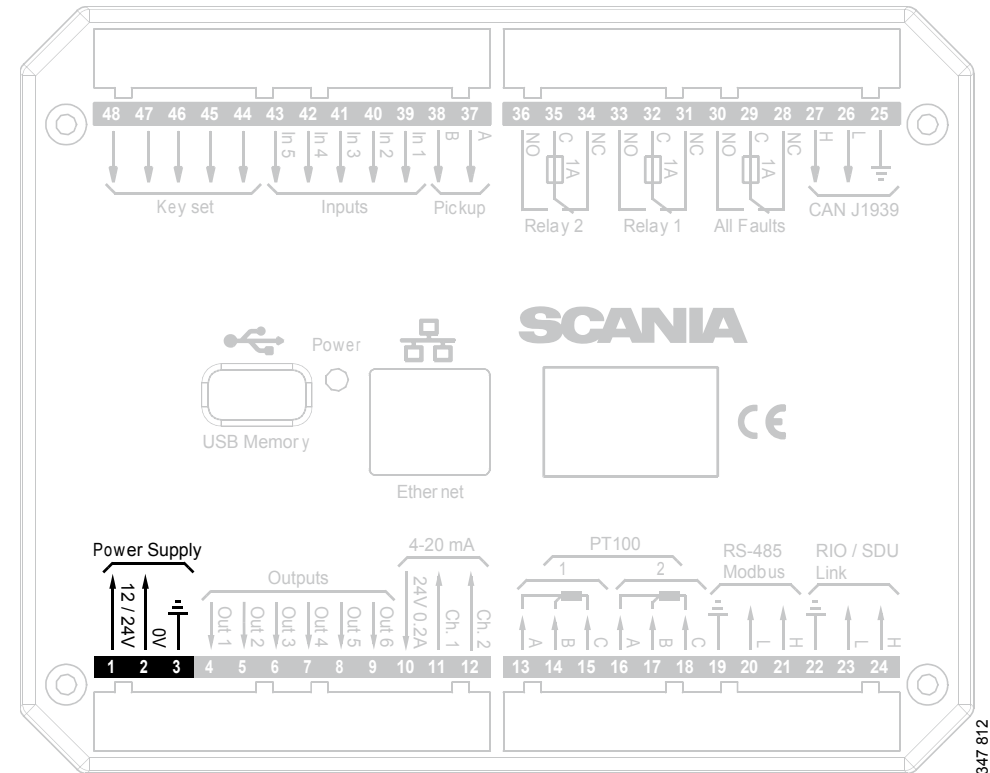 48 47 46 45 44 43 42 41 40 39 38 37
36 35 34 33 32 31 30 29 28 27 26 25
In 5 In 4 In 3 In 2 In 1 B A
NO C 1A NC NO C 1A NC NO C 1A NC H L
Key set Inputs Pickup
Relay 2 Relay 1 All Faults CAN J1939
SCANIA
Power
USB Memory
Ethernet
CE
Power Supply
12 / 24V 0V
Outputs
Out 1 Out 2 Out 3 Out 4 Out 5 Out 6
4-20 mA
24V 0.2A Ch. 1 Ch. 2
PT100
1 2
A B C A B C
RS-485
Modbus
L H
RIO / SDU
Link
L H
1 2 3 4 5 6 7 8 9 10 11 12
13 14 15 16 17 18 19 20 21 22 23 24
347 812